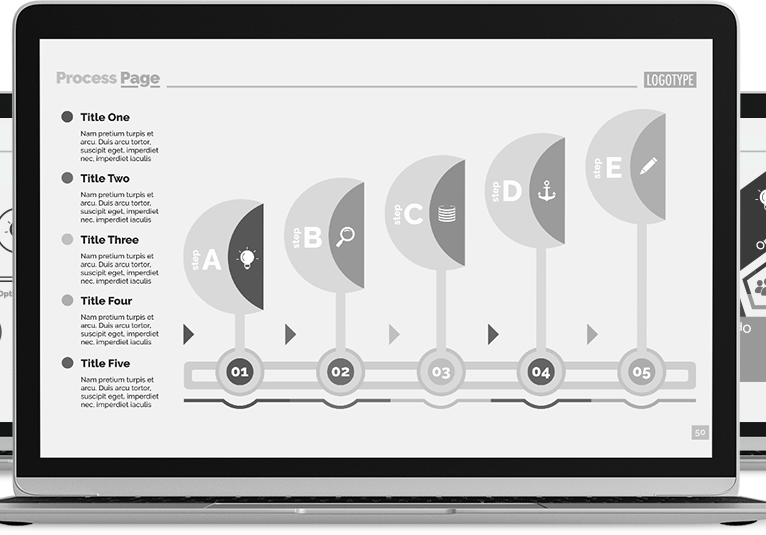 Process Page
LOGOTYPE
Title One
Nam pretium turpis et
arcu. Duis arcu tortor,
suscipit eget, imperdiet
nec, imperdiet iaculis
Title Two
Nam pretium turpis et
arcu. Duis arcu tortor,
suscipit eget, imperdiet
nec, imperdiet iaculis
Title Three
Nam pretium turpis et
arcu. Duis arcu tortor,
suscipit eget, imperdiet
nec, imperdiet iaculis
Title Four
Nam pretium turpis et
arcu. Duis arcu tortor,
suscipit eget, imperdiet
nec, imperdiet iaculis
Title Five
Nam pretium turpis et
arcu. Duis arcu tortor,
suscipit eget, imperdiet
nec, imperdiet iaculis
step A
step B
step C
step D
step E
01
02
03
04
05
50